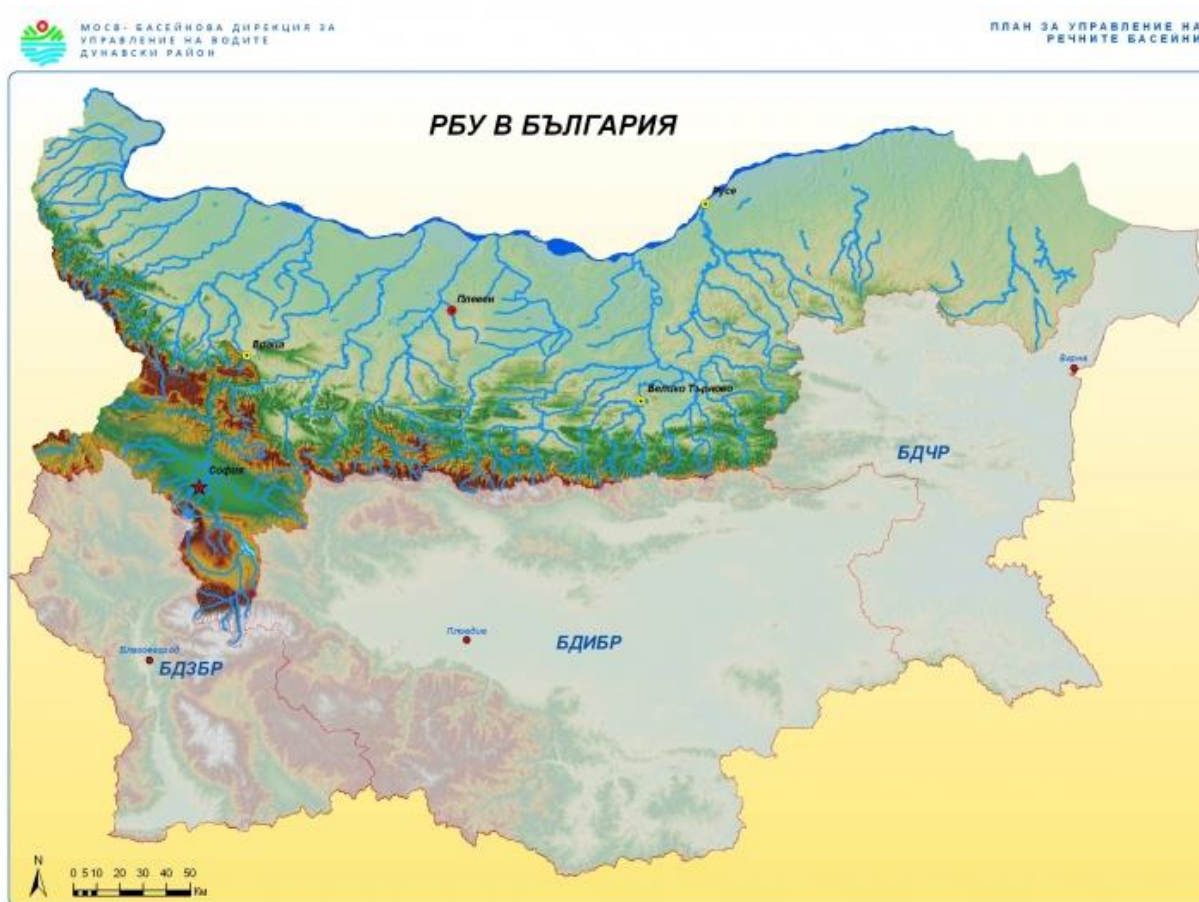 МОСВ- БАСЕЙНОВА ДИРЕКЦИЯ ЗА
УПРАВЛЕНИЕ НА ВОДИТЕ
ДУНАВСКИ РАЙОН
ПЛАН ЗА УПРАВЛЕНИЕ НА
РЕЧНИТЕ БАСЕЙНИ
РБУ В БЪЛГАРИЯ
Русе
Плевен
Враца
Варна
Велико Търново
БДЧР
София
Пловдив
БДИБР
Благоевград
БДЗБР
N
0 5 10 20 30 40 50
Км